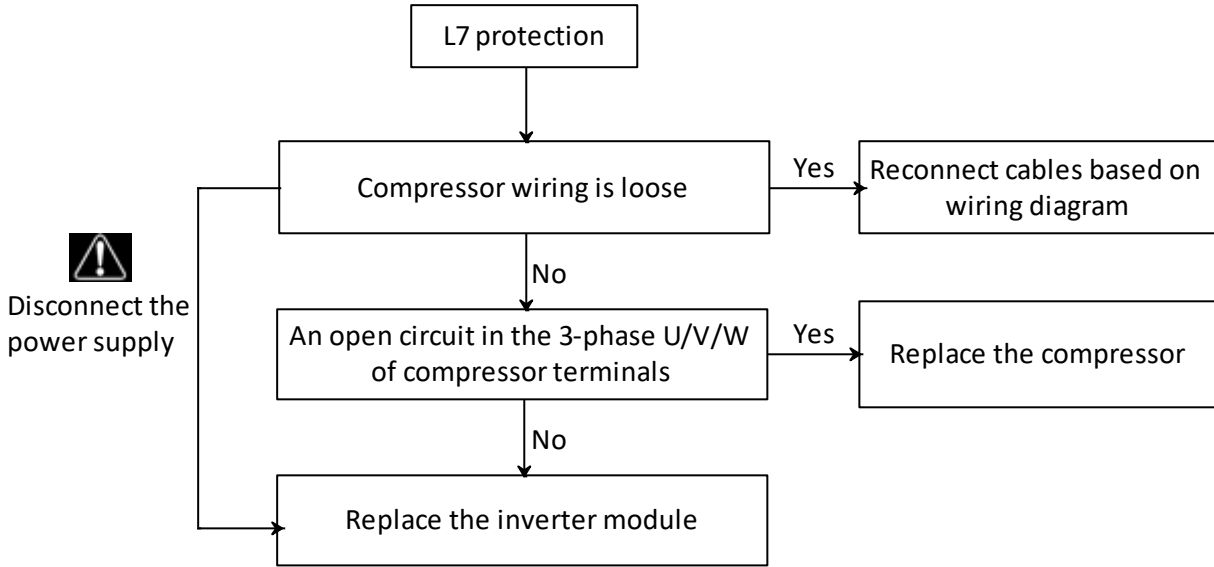 L7 protection
Compressor wiring is loose
Yes
Reconnect cables based on
wiring diagram
No
Disconnect the
power supply
An open circuit in the 3-phase U/V/W
of compressor terminals
Yes
Replace the compressor
No
Replace the inverter module